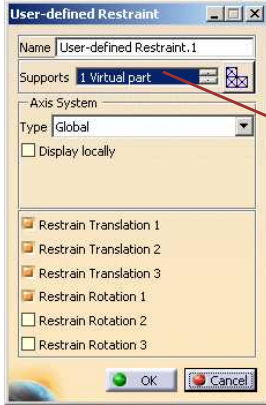 User-defined Restraint
Name User-defined Restraint.1
Supports 1 Virtual part
Axis System
Type Global
Display locally
Restrain Translation 1
Restrain Translation 2
Restrain Translation 3
Restrain Rotation 1
Restrain Rotation 2
Restrain Rotation 3
OK Cancel